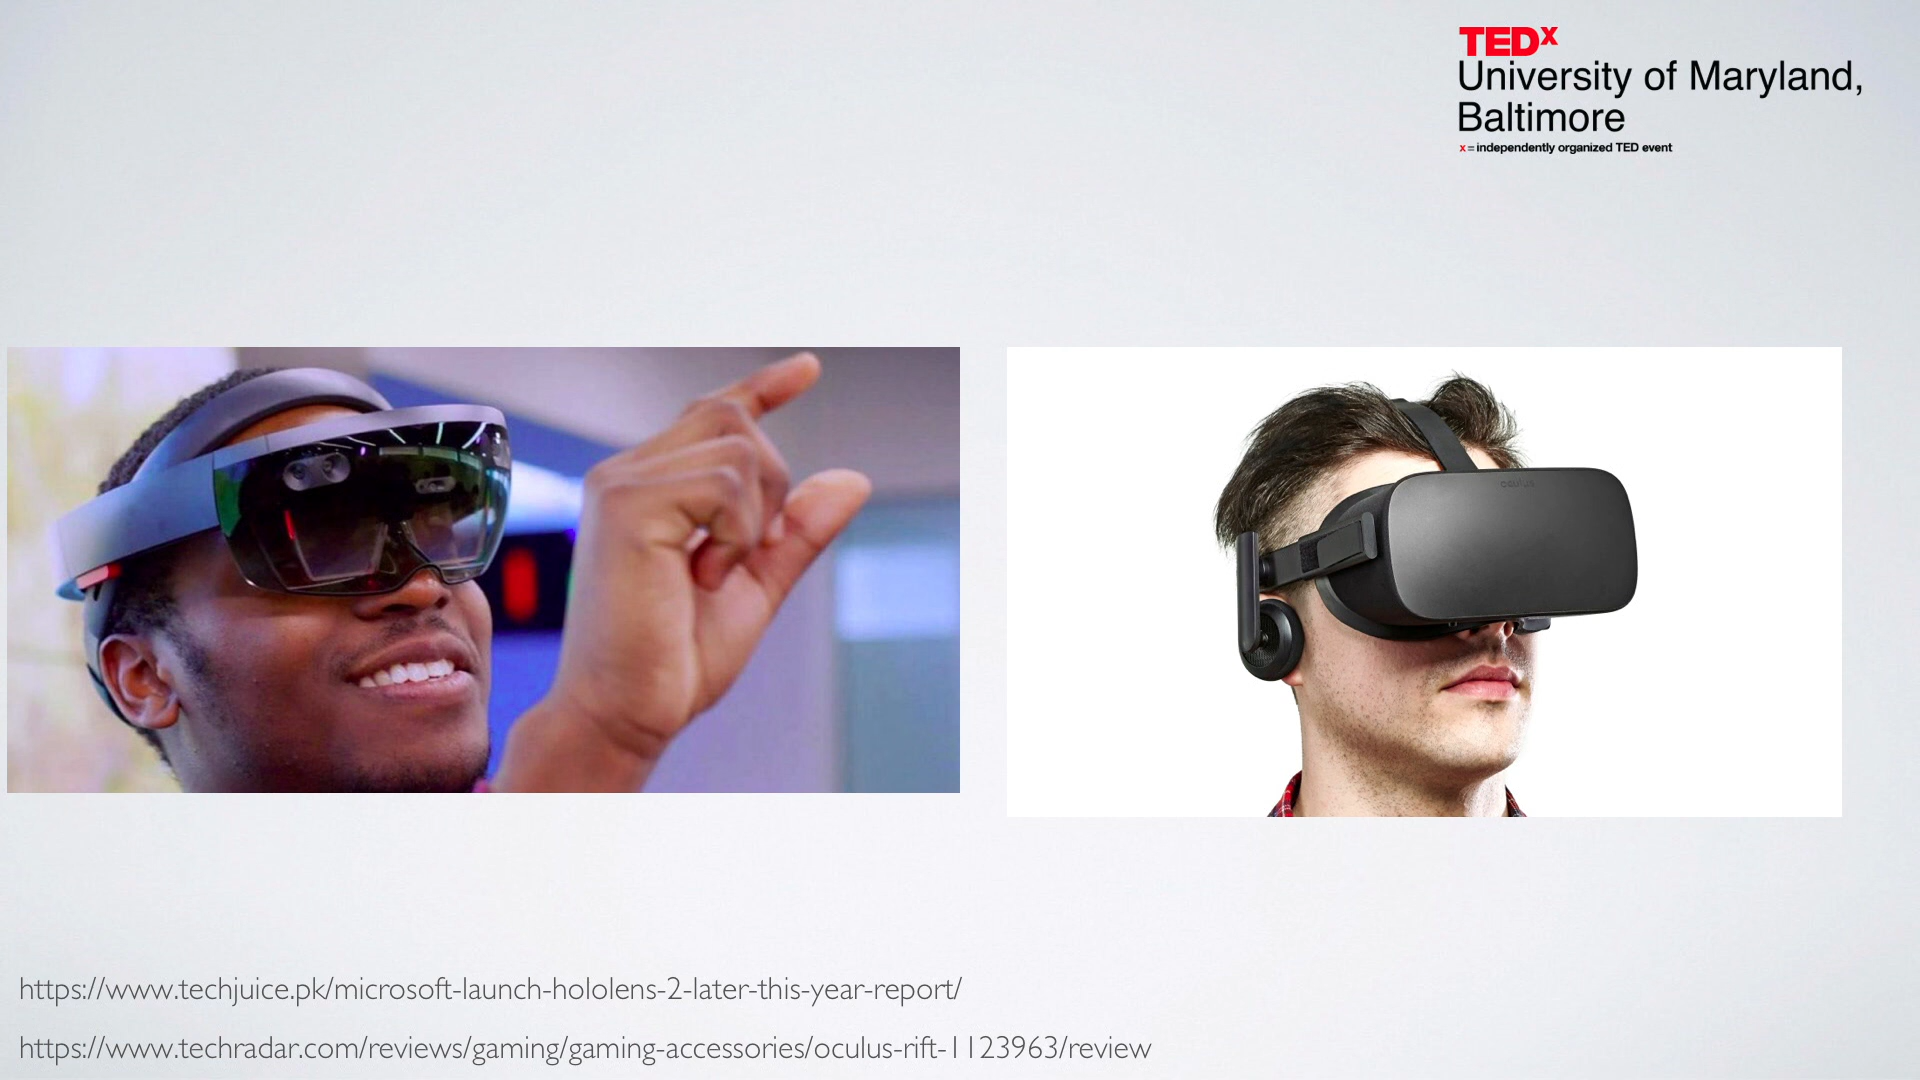 TEDx
University of Maryland,
Baltimore
x = independently organized TED event
oculus
https://www.techjuice.pk/microsoft-launch-hololens-2-later-this-year-report/
https://www.techradar.com/reviews/gaming/gaming-accessories/oculus-rift-1123963/review